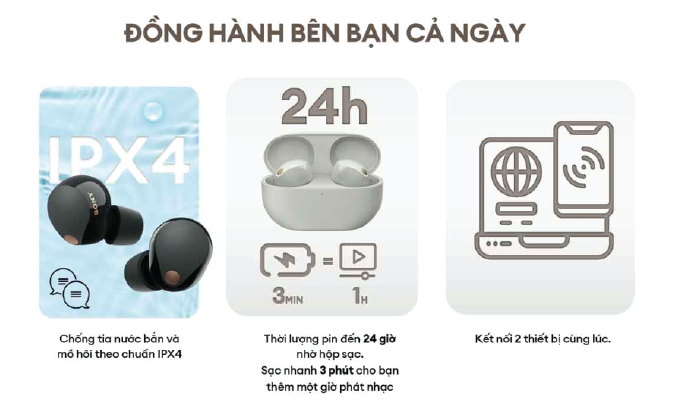 ĐỒNG HÀNH BÊN BẠN CẢ NGÀY
IPX4
SONY
Chống tia nước bắn và
mồ hôi theo chuẩn IPX4
24h
3MIN = 1H
Thời lượng pin đến 24 giờ
nhờ hộp sạc.
Sạc nhanh 3 phút cho bạn
thêm một giờ phát nhạc
Kết nối 2 thiết bị cùng lúc.